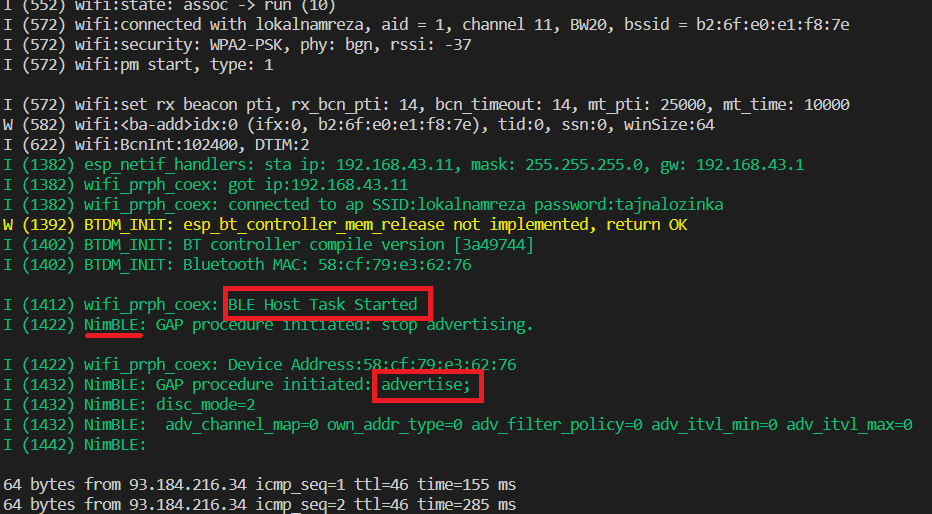 I (552) wifi:state: assoc -> run (10)
I (572) wifi:connected with lokalnamreza, aid = 1, channel 11, BW20, bssid = b2:6f:e0:e1:f8:7e
I (572) wifi:security: WPA2-PSK, phy: bgn, rssi: -37
I (572) wifi:pm start, type: 1
I (572) wifi:set rx beacon pti, rx_bcn_pti: 14, bcn_timeout: 14, mt_pti: 25000, mt_time: 10000
W (582) wifi:<ba-add>idx:0 (ifx:0, b2:6f:e0:e1:f8:7e), tid:0, ssn:0, winSize:64
I (622) wifi:BcnInt:102400, DTIM:2
I (1382) esp_netif_handlers: sta ip: 192.168.43.11, mask: 255.255.255.0, gw: 192.168.43.1
I (1382) wifi_prph_coex: got ip:192.168.43.11
I (1382) wifi_prph_coex: connected to ap SSID:lokalnamreza password:tajnalozinka
W (1392) BTDM_INIT: esp_bt_controller_mem_release not implemented, return OK
I (1402) BTDM_INIT: BT controller compile version [3a49744]
I (1402) BTDM_INIT: Bluetooth MAC: 58:cf:79:e3:62:76
I (1412) wifi_prph_coex: BLE Host Task Started
I (1422) NimBLE: GAP procedure initiated: stop advertising.
I (1422) wifi_prph_coex: Device Address:58:cf:79:e3:62:76
I (1432) NimBLE: GAP procedure initiated: advertise;
I (1432) NimBLE: disc_mode=2
I (1432) NimBLE:  adv_channel_map=0 own_addr_type=0 adv_filter_policy=0 adv_itvl_min=0 adv_itvl_max=0
I (1442) NimBLE:
64 bytes from 93.184.216.34 icmp_seq=1 ttl=46 time=155 ms
64 bytes from 93.184.216.34 icmp_seq=2 ttl=46 time=285 ms